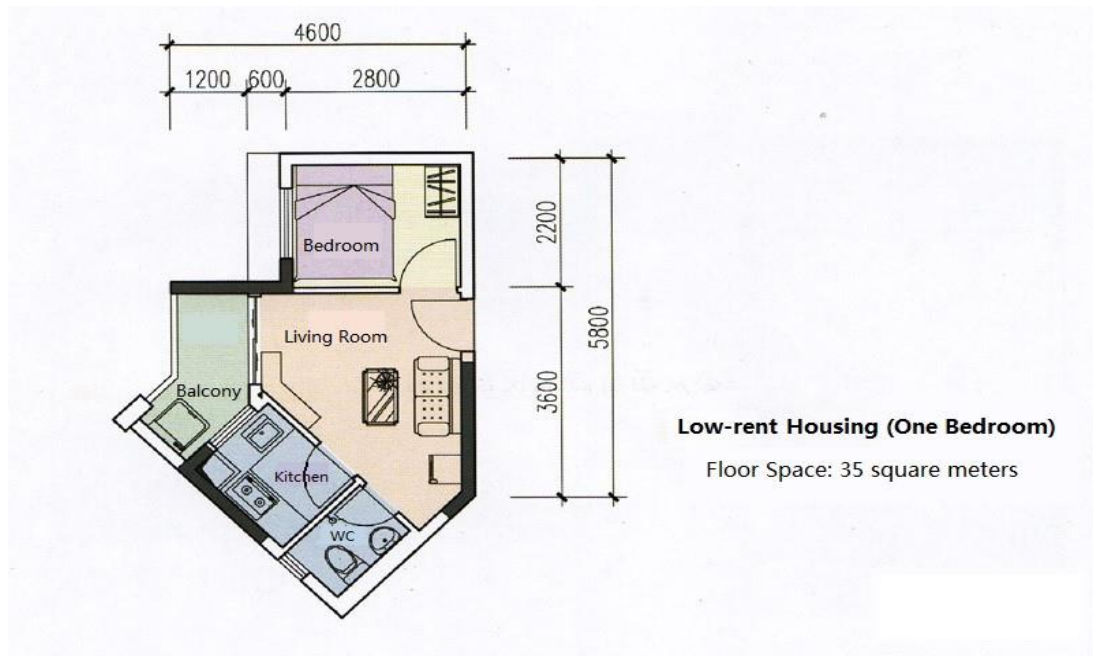 4600
1200 600 2800
2200
3600
5800
Bedroom
Living Room
Balcony
Kitchen
WC
Low-rent Housing (One Bedroom)
Floor Space: 35 square meters